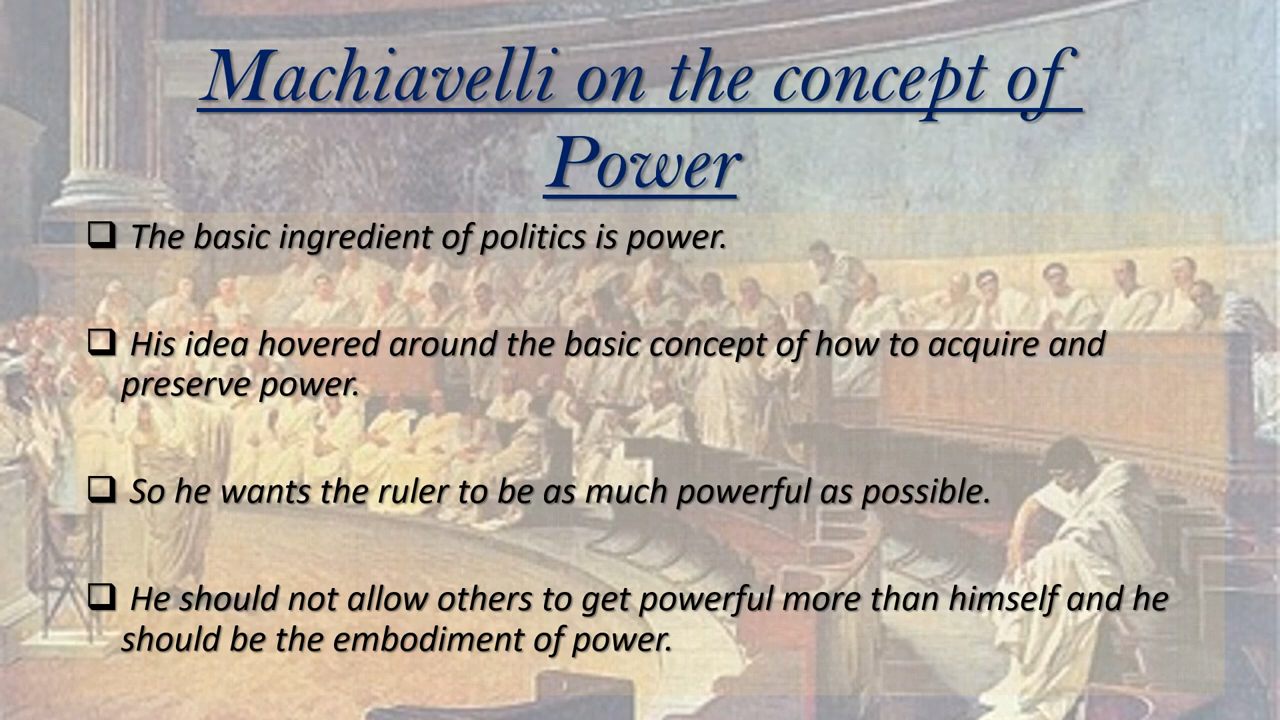 Machiavelli on the concept of
Power
❑ The basic ingredient of politics is power.
❑ His idea hovered around the basic concept of how to acquire and
preserve power.
❑ So he wants the ruler to be as much powerful as possible.
❑ He should not allow others to get powerful more than himself and he
should be the embodiment of power.